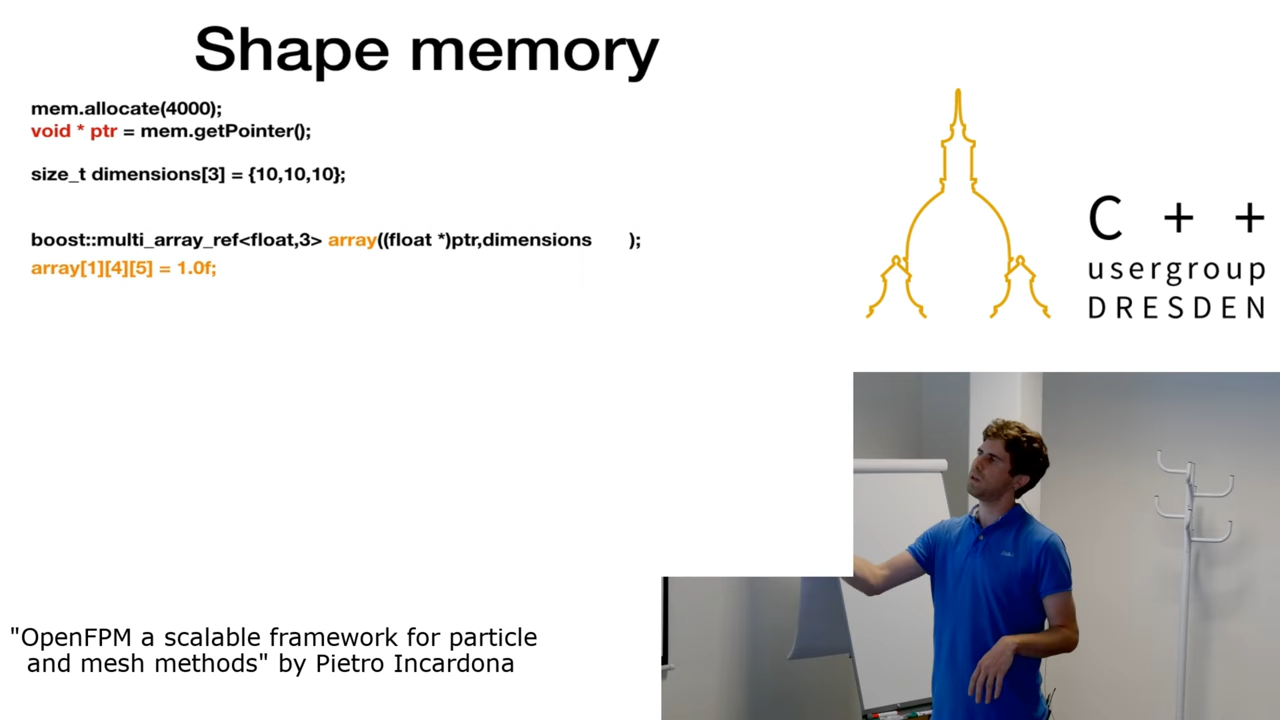 Shape memory
mem.allocate(4000);
void * ptr = mem.getPointer();
size_t dimensions[3] = {10,10,10};
boost::multi_array_ref<float,3> array((float *)ptr,dimensions );
array[1][4][5] = 1.0f;
C + +
usergroup
DRESDEN
"OpenFPM a scalable framework for particle
and mesh methods" by Pietro Incardona